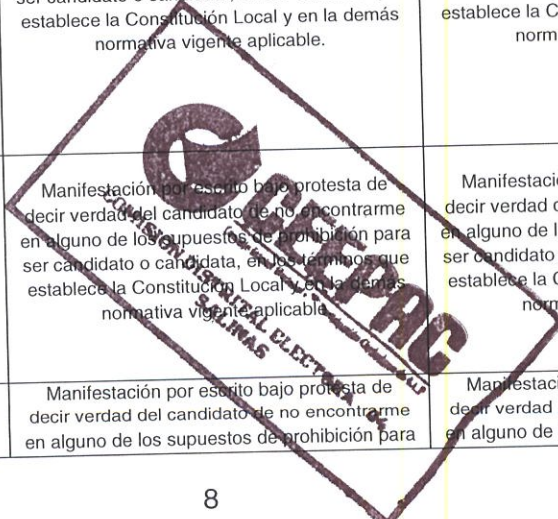 establece la Constitución Local y en la demás
normativa vigente aplicable.
establece la C
norm
Manifestación por escrito bajo protesta de
decir verdad del candidato de no encontrarme
en alguno de los supuestos de prohibición para
ser candidato o candidata, en los términos que
establece la Constitución Local y en la demás
normativa vigente aplicable.
Manifestaci
decir verdad
en alguno de l
ser candidato
establece la C
norm
Manifestación por escrito bajo protesta de
decir verdad del candidato de no encontrarme
en alguno de los supuestos de prohibición para
Manifestaci
decir verdad
en alguno de
CEEPAC
COMISION DISTRITAL ELECTORAL 04
SALINAS
8